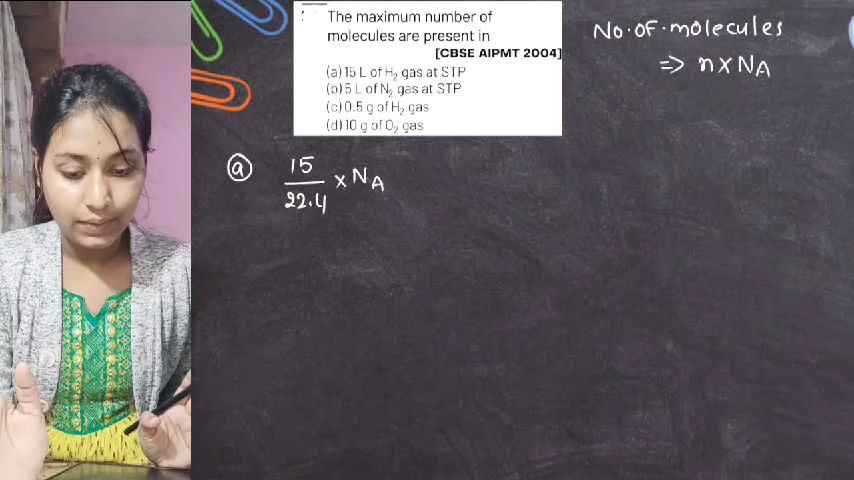 The maximum number of
molecules are present in
[CBSE AIPMT 2004]
(a) 15 L of H₂ gas at STP
(b) 5 L of N₂ gas at STP
(c) 0.5 g of H₂ gas
(d) 10 g of O₂ gas
No. of. molecules
⇒ n × N_A
ⓐ 15/22.4 × N_A